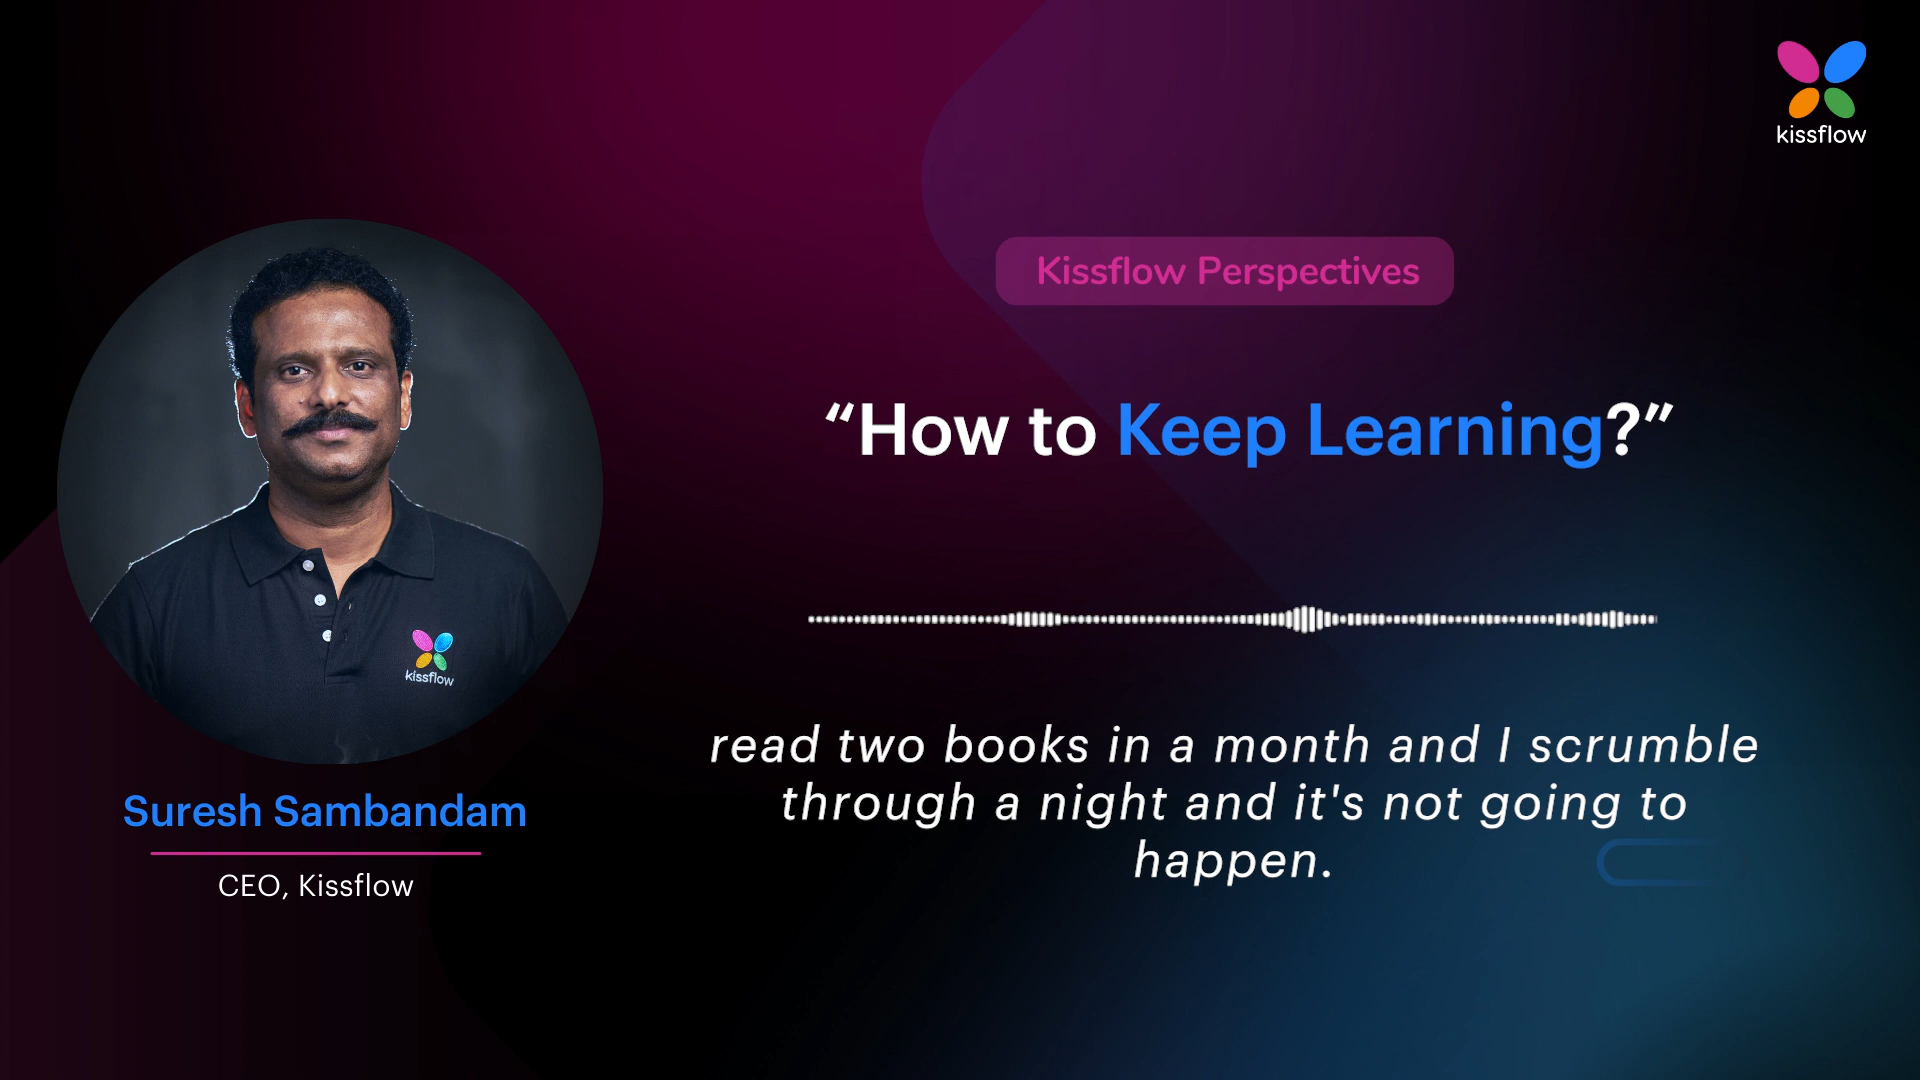 kissflow
Kissflow Perspectives
“How to Keep Learning?”
kissflow
read two books in a month and I scrumble
through a night and it's not going to
happen.
Suresh Sambandam
CEO, Kissflow